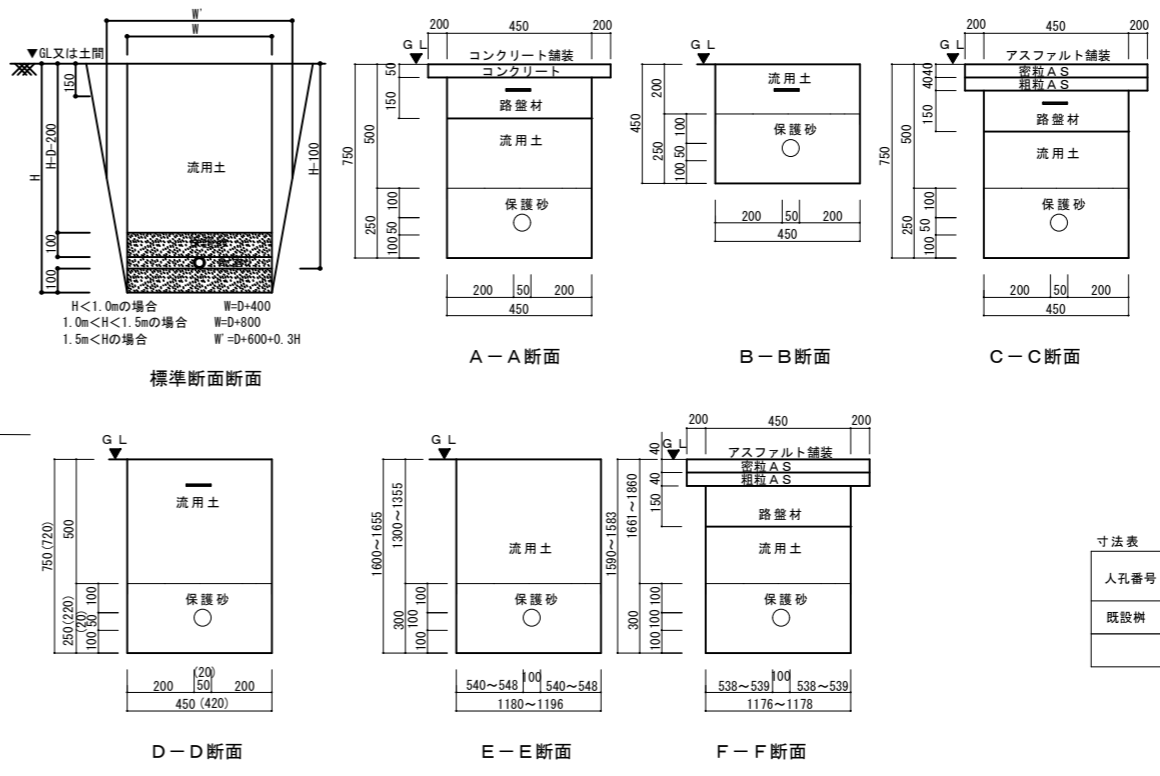 W'
W
▼GL又は土間
150
H
H-D-200
H-100
100
100
流用土
H<1.0mの場合 W=D+400
1.0m<H<1.5mの場合 W=D+800
1.5m<Hの場合 W'=D+600+0.3H
標準断面断面
200 450 200
GL
コンクリート舗装
コンクリート
路盤材
流用土
保護砂
50
150
500
750
250
100
50
100
200 50 200
450
A-A断面
GL
流用土
保護砂
200
450
250
100
50
100
200 50 200
450
B-B断面
200 450 200
GL
アスファルト舗装
密粒AS
粗粒AS
路盤材
流用土
保護砂
4040
150
500
750
250
100
50
100
200 50 200
450
C-C断面
GL
流用土
保護砂
750(720)
500
250(220)
100
50
(20)
100
(20)
200 50 200
450(420)
D-D断面
GL
流用土
保護砂
1600~1655
1300~1355
300
100
100
100
100
540~548 540~548
1180~1196
E-E断面
200 450 200
GL
アスファルト舗装
密粒AS
粗粒AS
路盤材
流用土
保護砂
40
40
150
1590~1583
1661~1860
300
100
100
100
100
538~539 538~539
1176~1178
F-F断面
寸法表
人孔番号
既設桝